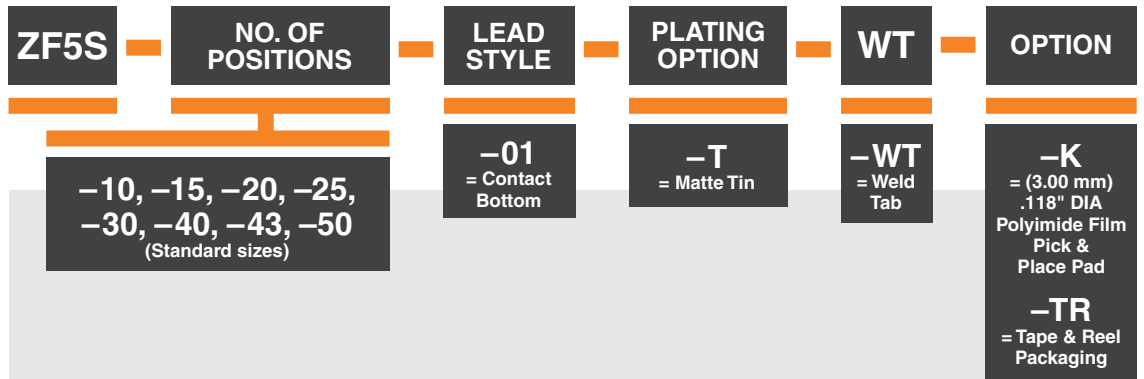 ZF5S
NO. OF
POSITIONS
LEAD
STYLE
PLATING
OPTION
WT
OPTION
–10, –15, –20, –25,
–30, –40, –43, –50
(Standard sizes)
–01
= Contact
Bottom
–T
= Matte Tin
–WT
= Weld
Tab
–K
= (3.00 mm)
.118" DIA
Polyimide Film
Pick &
Place Pad
–TR
= Tape & Reel
Packaging